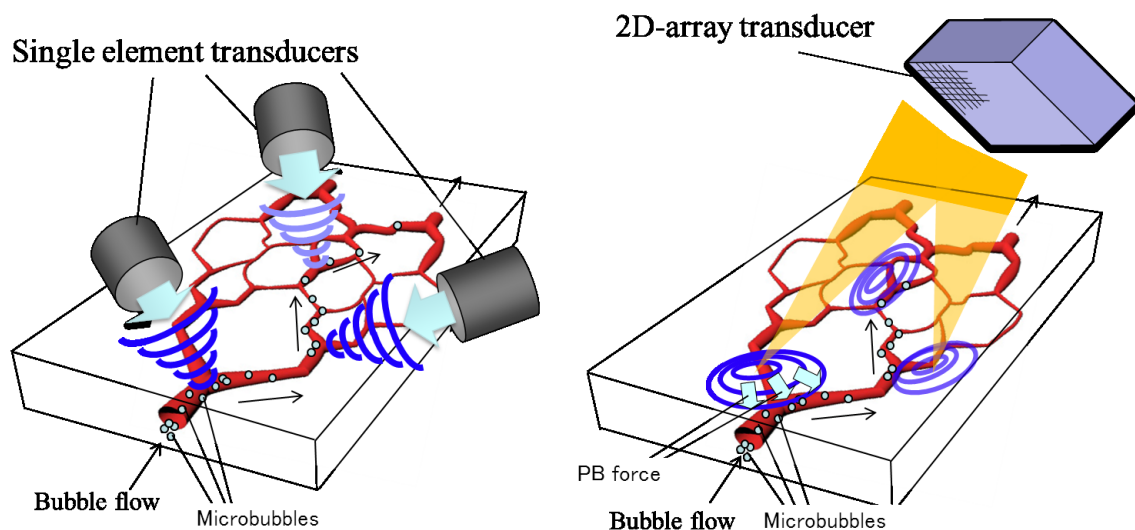 Single element transducers
Bubble flow
Microbubbles
2D-array transducer
PB force
Bubble flow
Microbubbles